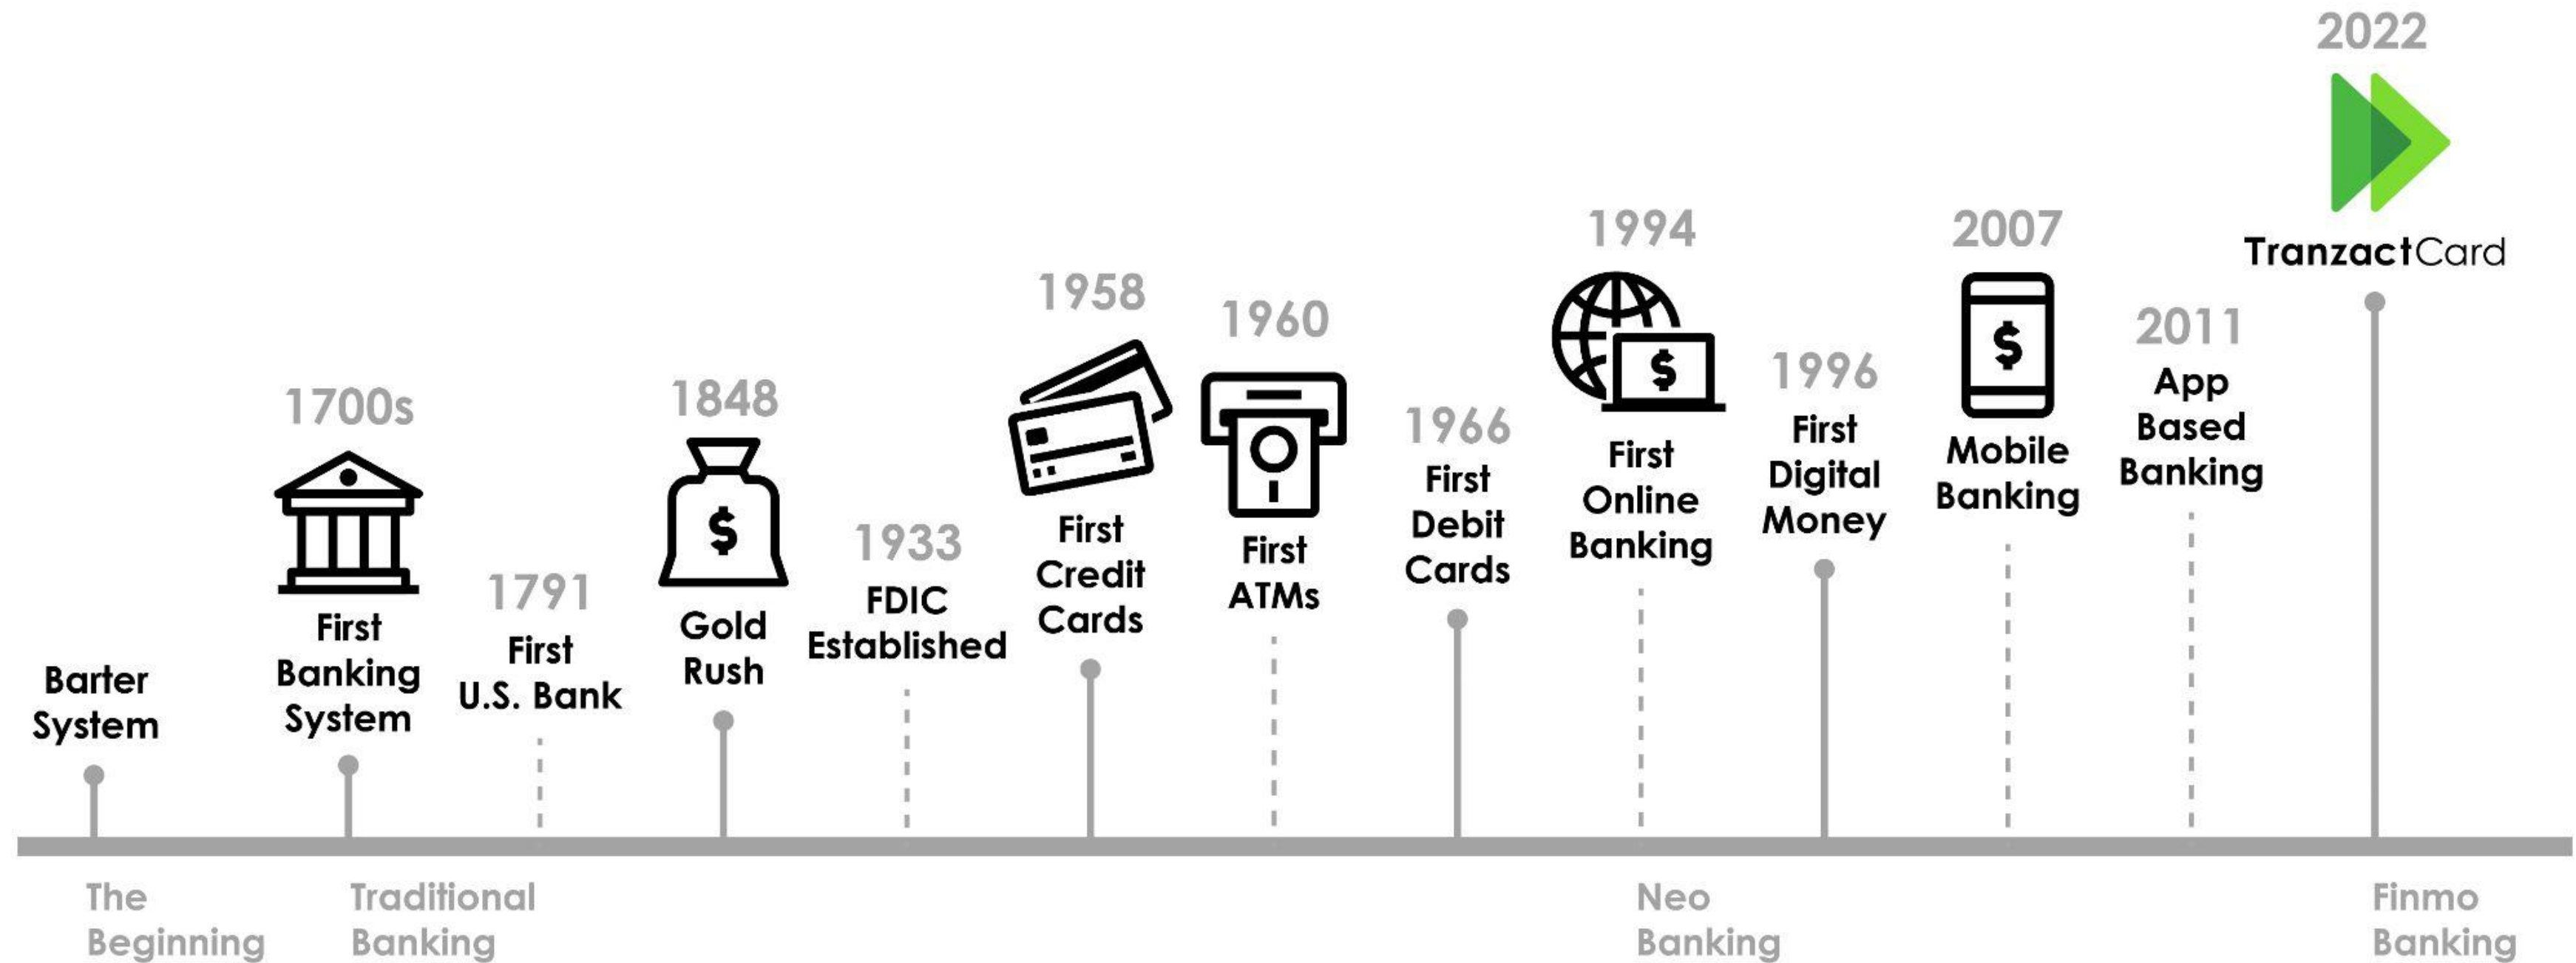 Barter
System
1700s
First
Banking
System
1791
First
U.S. Bank
1848
$
Gold
Rush
1933
FDIC
Established
1958
First
Credit
Cards
1960
First
ATMs
1966
First
Debit
Cards
1994
$
First
Online
Banking
1996
First
Digital
Money
2007
$
Mobile
Banking
2011
App
Based
Banking
2022
TranzactCard
The
Beginning
Traditional
Banking
Neo
Banking
Finmo
Banking